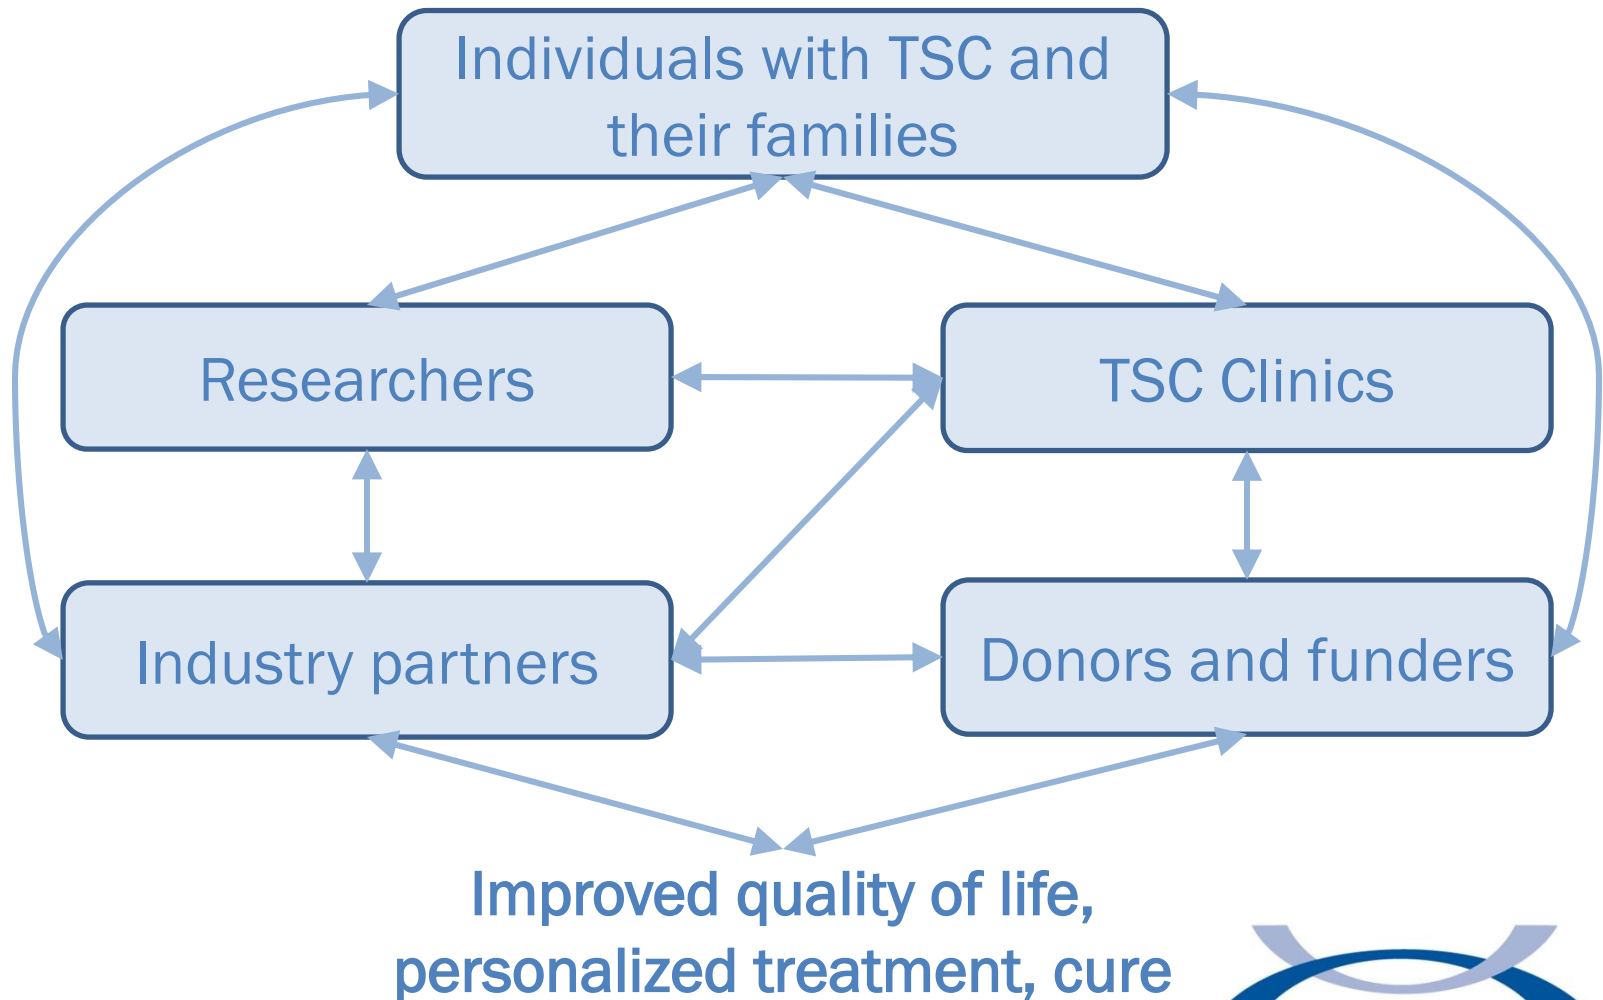 Individuals with TSC and
their families
Researchers
TSC Clinics
Industry partners
Donors and funders
Improved quality of life,
personalized treatment, cure